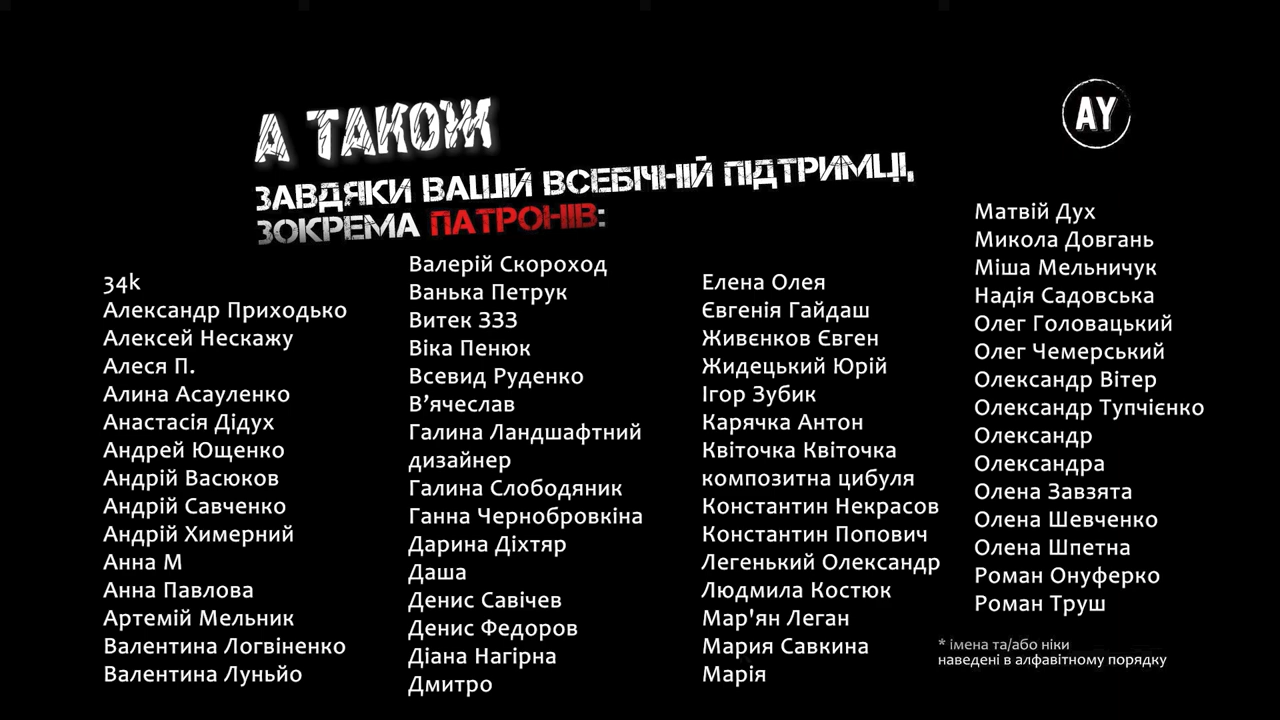 А ТАКОЖ
ЗАВДЯКИ ВАШІЙ ВСЕБІЧНІЙ ПІДТРИМЦІ,
ЗОКРЕМА ПАТРОНІВ:
АУ
34k
Александр Приходько
Алексей Нескажу
Алеся П.
Алина Асауленко
Анастасія Дідух
Андрей Ющенко
Андрій Васюков
Андрій Савченко
Андрій Химерний
Анна М
Анна Павлова
Артемій Мельник
Валентина Логвіненко
Валентина Луньйо
Валерій Скороход
Ванька Петрук
Витек 333
Віка Пенюк
Всевид Руденко
В’ячеслав
Галина Ландшафтний
дизайнер
Галина Слободяник
Ганна Чернобровкіна
Дарина Діхтяр
Даша
Денис Савічев
Денис Федоров
Діана Нагірна
Дмитро
Елена Олея
Євгенія Гайдаш
Живєнков Євген
Жидецький Юрій
Ігор Зубик
Карячка Антон
Квіточка Квіточка
композитна цибуля
Константин Некрасов
Константин Попович
Легенький Олександр
Людмила Костюк
Мар'ян Леган
Мария Савкина
Марія
Матвій Дух
Микола Довгань
Міша Мельничук
Надія Садовська
Олег Головацький
Олег Чемерський
Олександр Вітер
Олександр Тупчієнко
Олександр
Олександра
Олена Завзята
Олена Шевченко
Олена Шпетна
Роман Онуферко
Роман Труш
* імена та/або ніки
наведені в алфавітному порядку